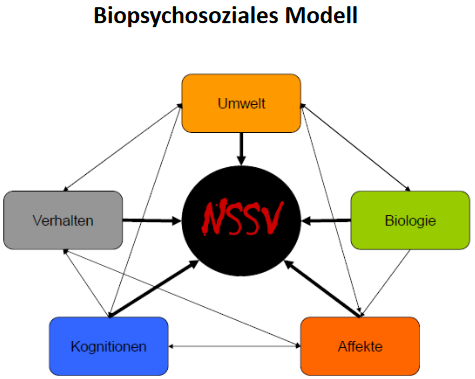 Biopsychosoziales Modell
Umwelt
Verhalten
NSSV
Biologie
Kognitionen
Affekte